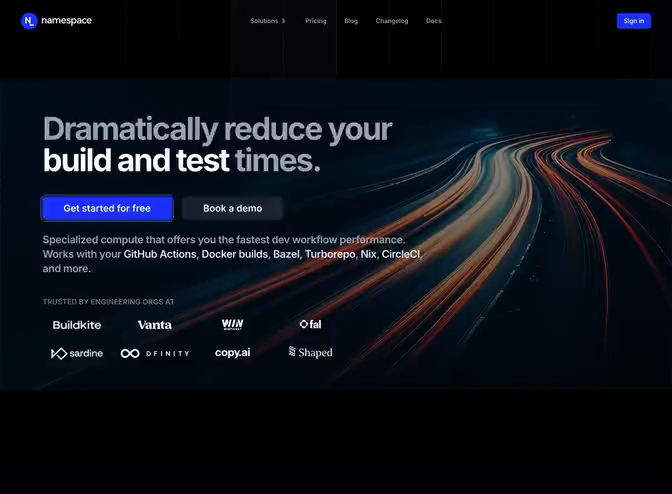 namespace
Solutions
Pricing
Blog
Changelog
Docs
Sign in
Dramatically reduce your
build and test times.
Get started for free
Book a demo
Specialized compute that offers you the fastest dev workflow performance.
Works with your GitHub Actions, Docker builds, Bazel, Turborepo, Nix, CircleCI,
and more.
TRUSTED BY ENGINEERING ORGS AT
Buildkite
Vanta
fal
sardine
DFINITY
copy.ai
Shaped